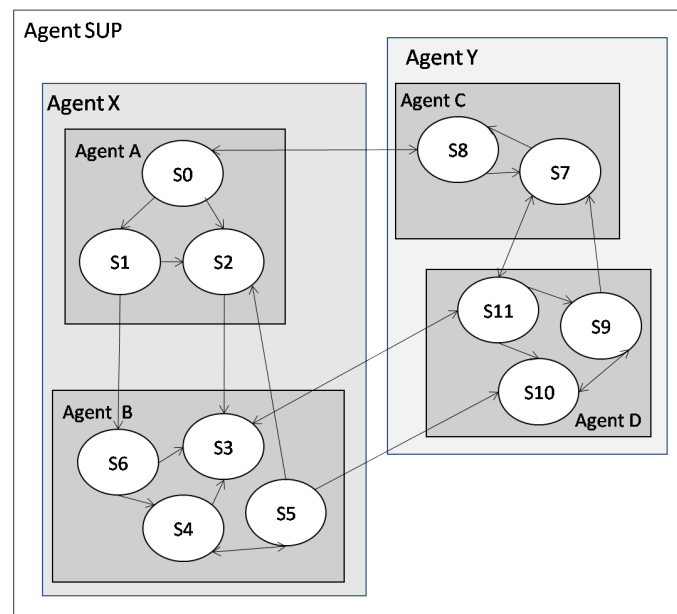 Agent SUP
Agent Y
Agent X
Agent C
Agent A
S8
S7
S0
S1
S2
S11
S9
S10
Agent D
Agent B
S3
S6
S5
S4